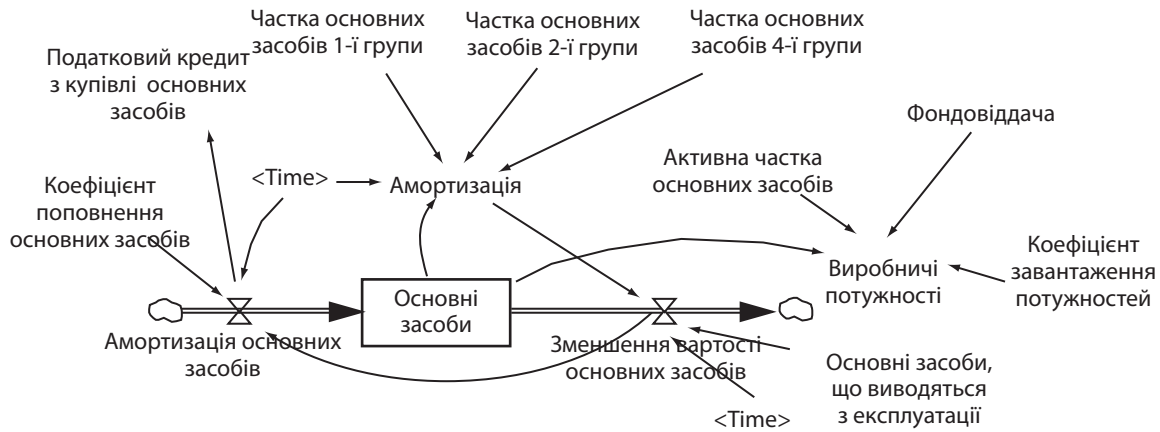 Частка основних
засобів 1-ї групи
Частка основних
засобів 2-ї групи
Частка основних
засобів 4-ї групи
Податковий кредит
з купівлі основних
засобів
Фондовіддача
<Time>
Амортизація
Активна частка
основних засобів
Коефіцієнт
поповнення
основних засобів
Коефіцієнт
завантаження
потужностей
Виробничі
потужності
Основні
засоби
Амортизація основних
засобів
Зменшення вартості
основних засобів
Основні засоби,
що виводяться
з експлуатації
<Time>